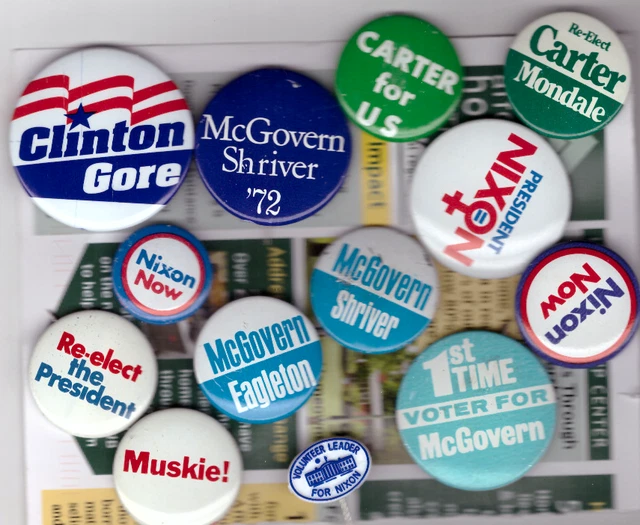 Clinton
Gore
McGovern
Shriver
'72
CARTER
for
US
Re-Elect
Carter
Mondale
PRESIDENT
NIXON
Nixon
Now
McGovern
Shriver
Nixon
Now
Re-elect
the
President
McGovern
Eagleton
1st
TIME
VOTER FOR
McGovern
Muskie!
VOLUNTEER LEADER
FOR NIXON
Impact